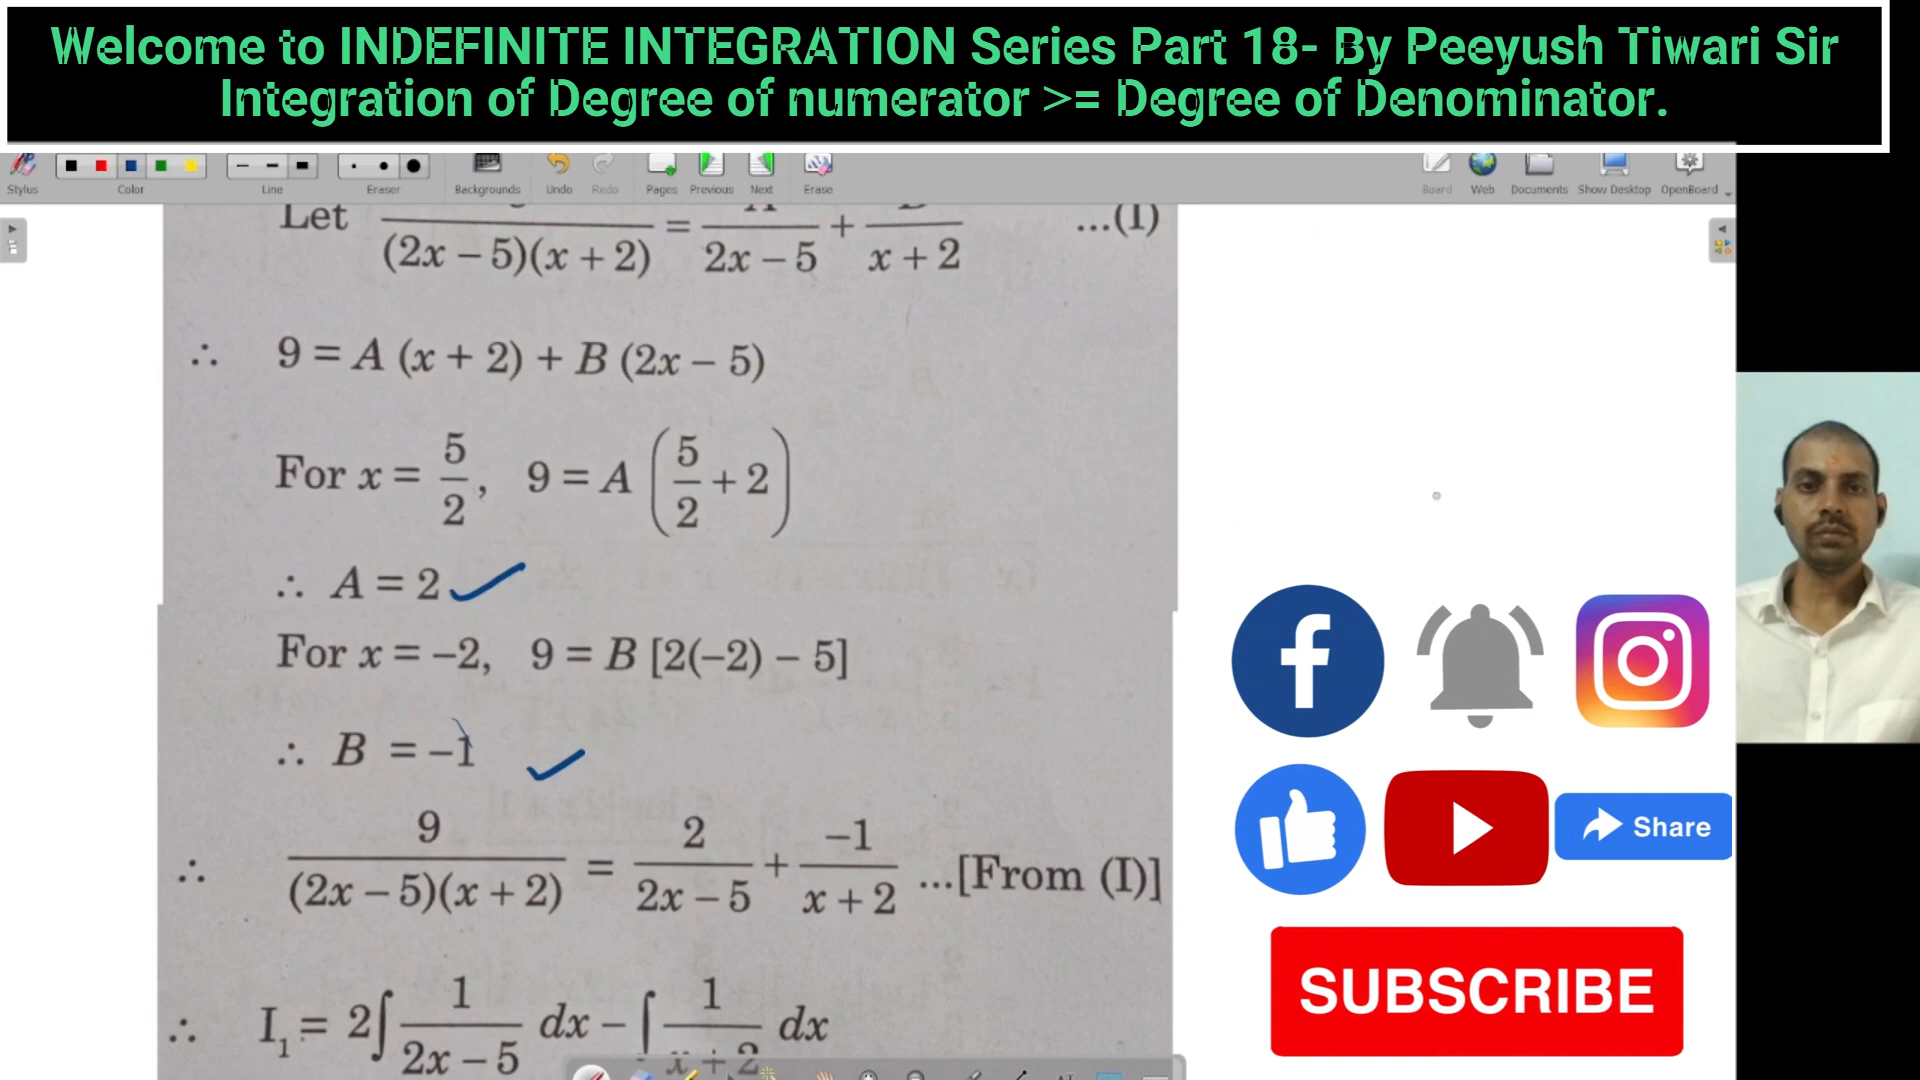 Welcome to INDEFINITE INTEGRATION Series Part 18- By Peeyush Tiwari Sir
Integration of Degree of numerator >= Degree of Denominator.
Stylus Color Line Eraser Backgrounds Undo Redo Pages Previous Next Erase Board Web Documents Show Desktop OpenBoard
Let /(2x – 5)(x + 2) = A/2x – 5 + /x + 2 ...(I)
∴ 9 = A (x + 2) + B (2x – 5)
For x = 5/2, 9 = A (5/2 + 2)
∴ A = 2
For x = –2, 9 = B [2(–2) – 5]
∴ B = –1
∴ 9/(2x – 5)(x + 2) = 2/2x – 5 + –1/x + 2 ...[From (I)]
∴ I₁ = 2∫ 1/2x – 5 dx – ∫ 1/x + 2 dx
Share
SUBSCRIBE